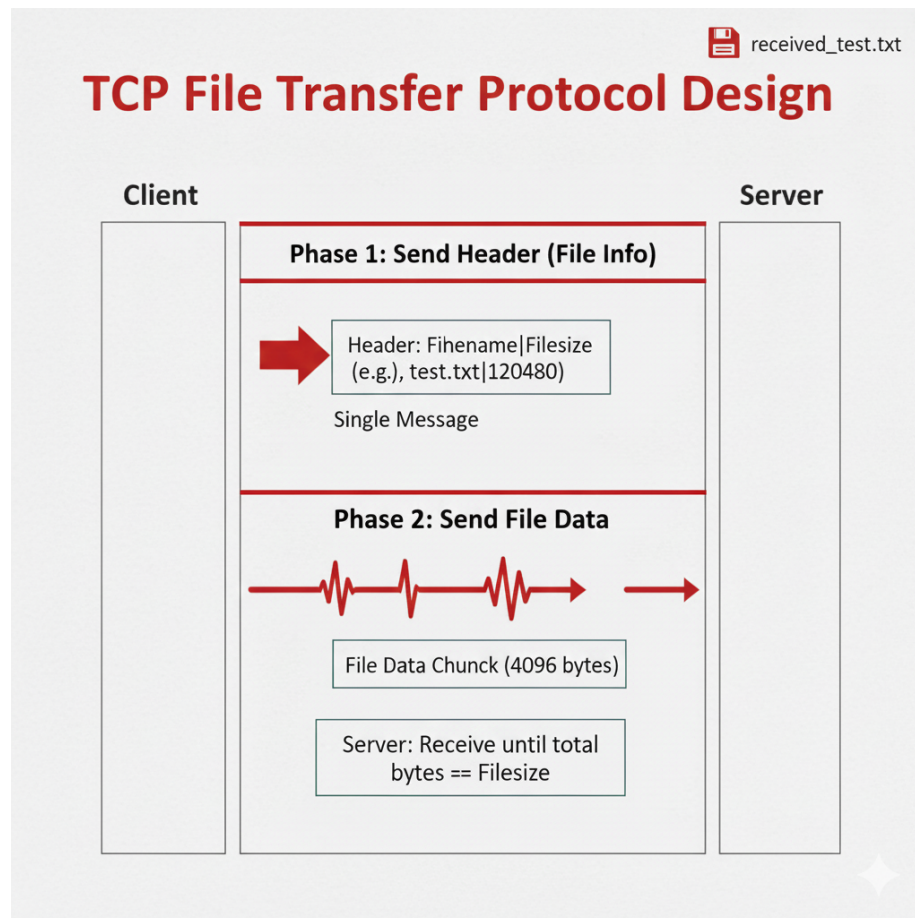 received_test.txt
TCP File Transfer Protocol Design
Client
Server
Phase 1: Send Header (File Info)
Header: Fihename|Filesize
(e.g.), test.txt|120480)
Single Message
Phase 2: Send File Data
File Data Chunck (4096 bytes)
Server: Receive until total
bytes == Filesize